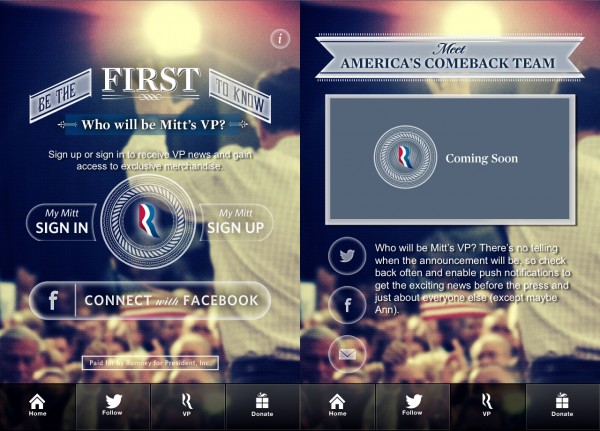 BE THE
FIRST
TO KNOW
Who will be Mitt's VP?
Sign up or sign in to receive VP news and gain
access to exclusive merchandise.
My Mitt
SIGN IN
My Mitt
SIGN UP
CONNECT with FACEBOOK
Paid for by Romney for President, Inc.
Home
Follow
VP
Donate
Meet
AMERICA'S COMEBACK TEAM
Coming Soon
Who will be Mitt's VP? There's no telling
when the announcement will be, so check
back often and enable push notifications to
get the exciting news before the press and
just about everyone else (except maybe
Ann).
Home
Follow
VP
Donate